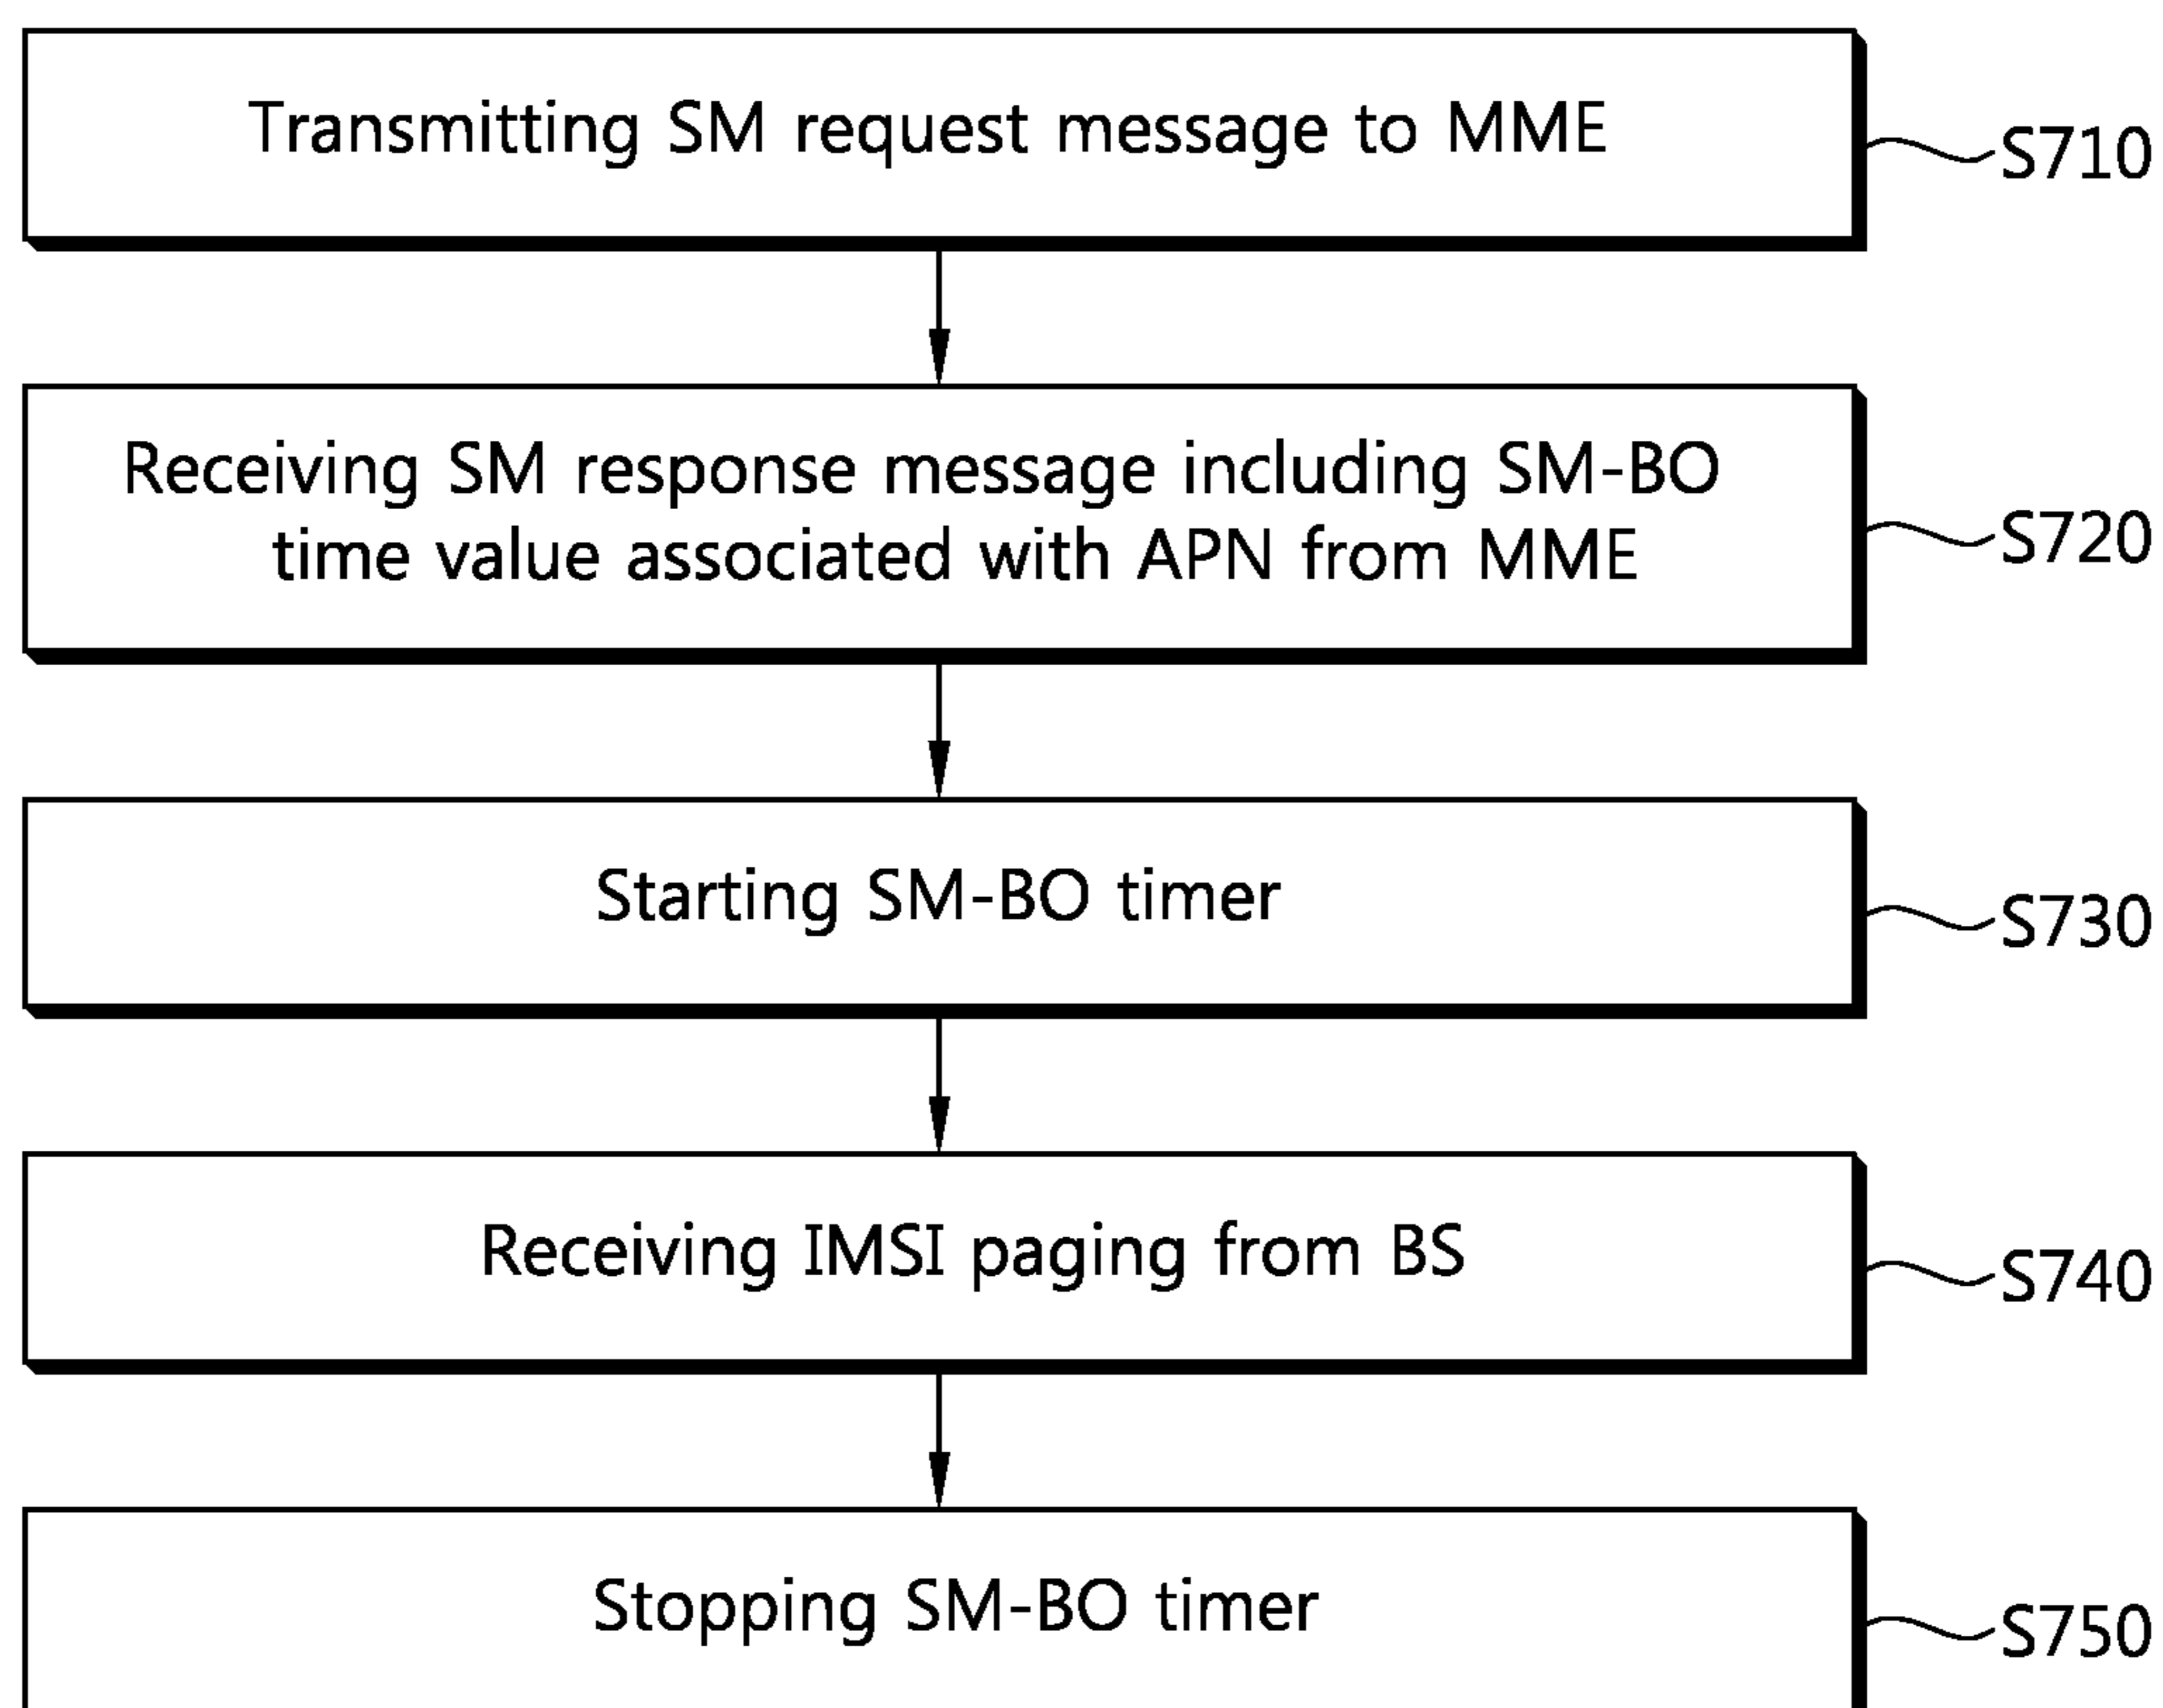 Transmitting SM request message to MME
S710
Receiving SM response message including SM-BO
time value associated with APN from MME
S720
Starting SM-BO timer
S730
Receiving IMSI paging from BS
S740
Stopping SM-BO timer
S750